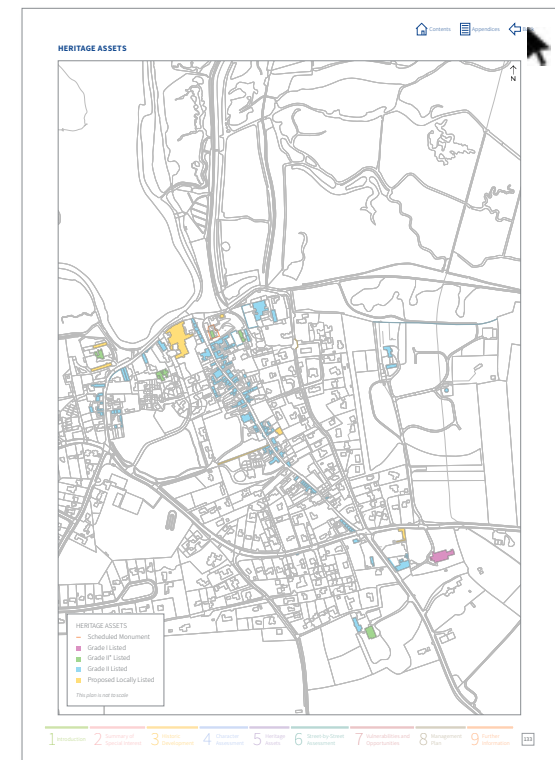 Contents
Appendices
HERITAGE ASSETS
N
HERITAGE ASSETS
Scheduled Monument
Grade I Listed
Grade II* Listed
Grade II Listed
Proposed Locally Listed
This plan is not to scale
1 Introduction
2 Summary of
Special Interest
3 Historic
Development
4 Character
Assessment
5 Heritage
Assets
6 Street by Street
Assessment
7 Vulnerabilities and
Opportunities
8 Management
Plan
9 Further
Information
133